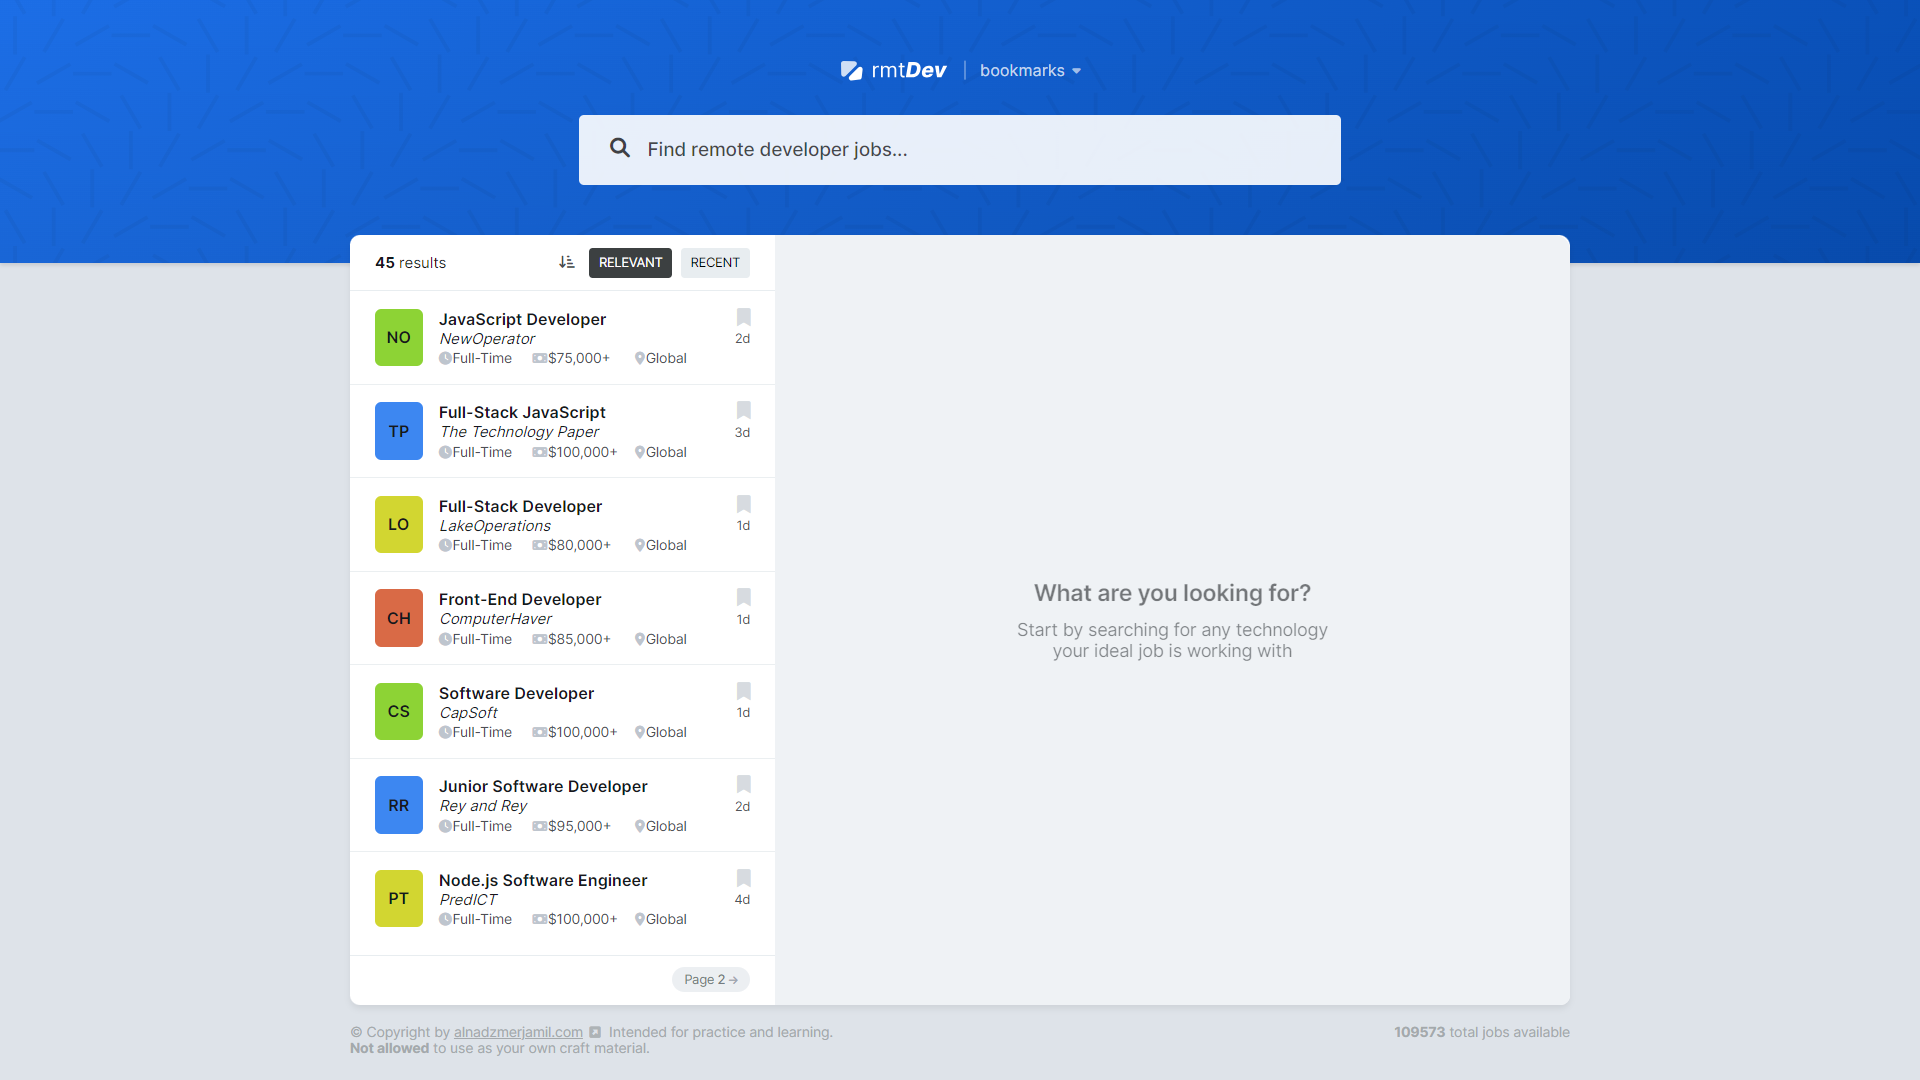 rmtDev
bookmarks
Find remote developer jobs...
45 results
RELEVANT
RECENT
NO
JavaScript Developer
NewOperator
Full-Time $75,000+ Global
2d
TP
Full-Stack JavaScript
The Technology Paper
Full-Time $100,000+ Global
3d
LO
Full-Stack Developer
LakeOperations
Full-Time $80,000+ Global
1d
CH
Front-End Developer
ComputerHaver
Full-Time $85,000+ Global
1d
CS
Software Developer
CapSoft
Full-Time $100,000+ Global
1d
RR
Junior Software Developer
Rey and Rey
Full-Time $95,000+ Global
2d
PT
Node.js Software Engineer
PredICT
Full-Time $100,000+ Global
4d
Page 2 →
What are you looking for?
Start by searching for any technology
your ideal job is working with
© Copyright by alnadzmerjamil.com Intended for practice and learning.
Not allowed to use as your own craft material.
109573 total jobs available